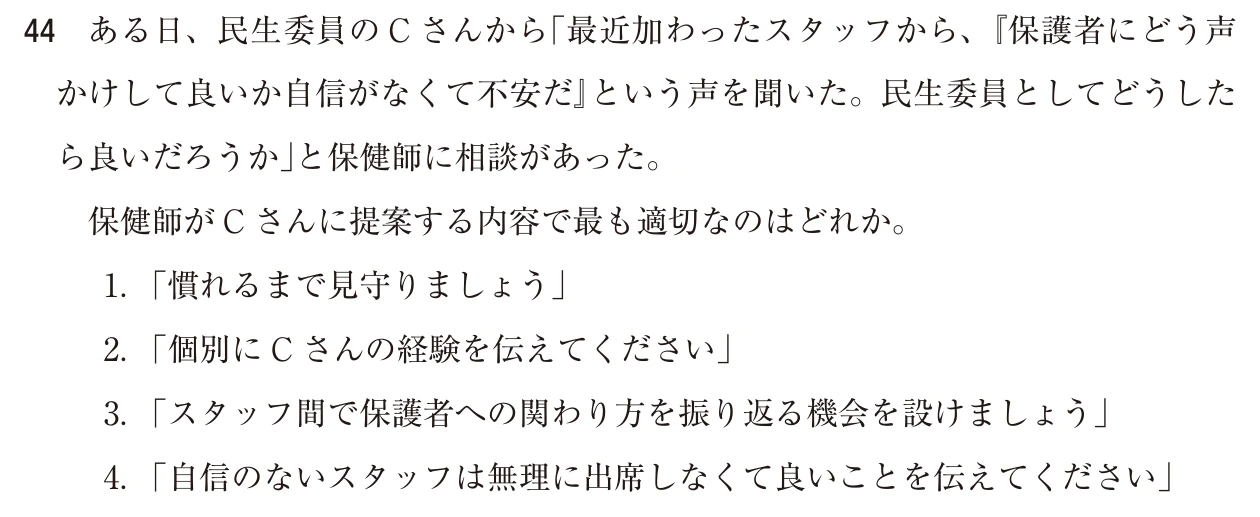 44　ある日、民生委員のCさんから「最近加わったスタッフから、『保護者にどう声
かけして良いか自信がなくて不安だ』という声を聞いた。民生委員としてどうした
ら良いだろうか」と保健師に相談があった。
保健師がCさんに提案する内容で最も適切なのはどれか。
1. 「慣れるまで見守りましょう」
2. 「個別にCさんの経験を伝えてください」
3. 「スタッフ間で保護者への関わり方を振り返る機会を設けましょう」
4. 「自信のないスタッフは無理に出席しなくて良いことを伝えてください」